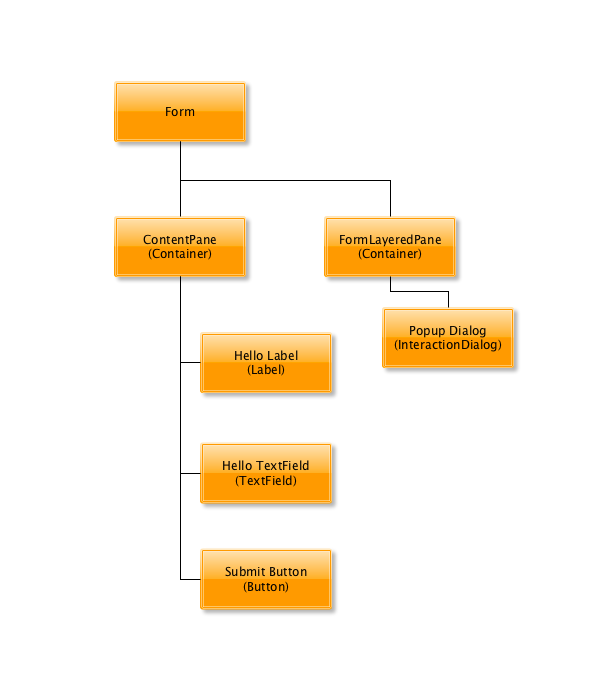 Form
ContentPane
(Container)
FormLayeredPane
(Container)
Popup Dialog
(InteractionDialog)
Hello Label
(Label)
Hello TextField
(TextField)
Submit Button
(Button)